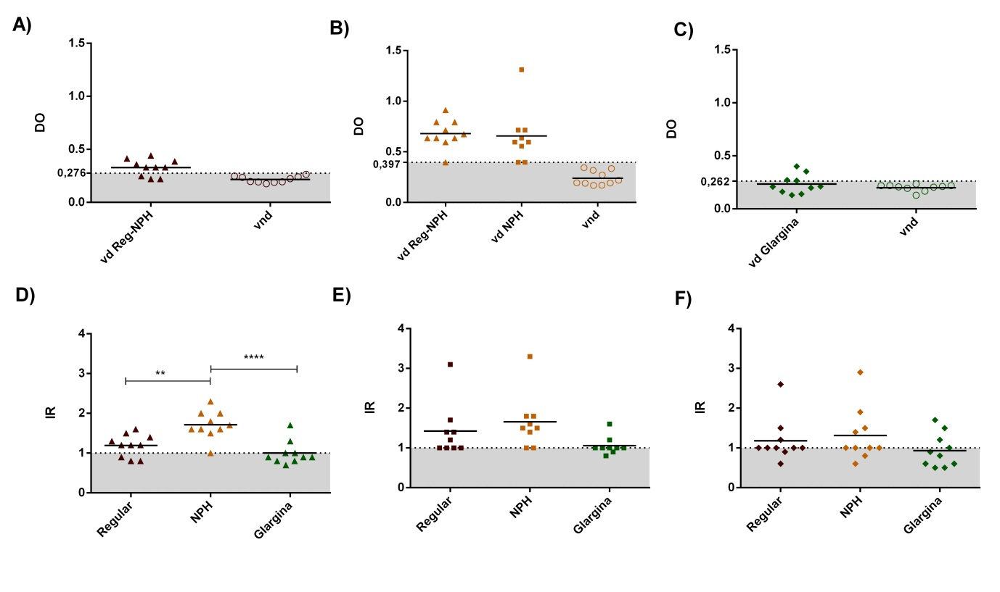 A)
1.5
1.0
0.5
0,276
0.0
DO
vd Reg-NPH
vnd
B)
1.5
1.0
0.5
0,397
0.0
DO
vd Reg-NPH
vd NPH
vnd
C)
1.5
1.0
0.5
0,262
0.0
DO
vd Glargina
vnd
D)
4
3
2
1
0
IR
**
****
Regular
NPH
Glargina
E)
4
3
2
1
0
IR
Regular
NPH
Glargina
F)
4
3
2
1
0
IR
Regular
NPH
Glargina